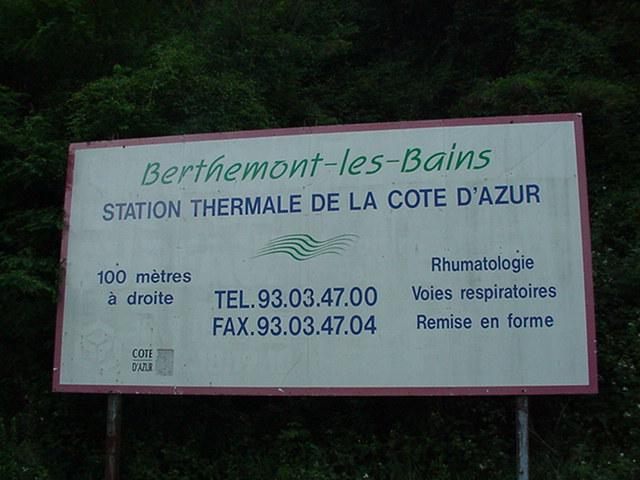 Berthemont-les-Bains
STATION THERMALE DE LA COTE D'AZUR
100 mètres
à droite
TEL.93.03.47.00
FAX.93.03.47.04
Rhumatologie
Voies respiratoires
Remise en forme
COTE
D'AZUR